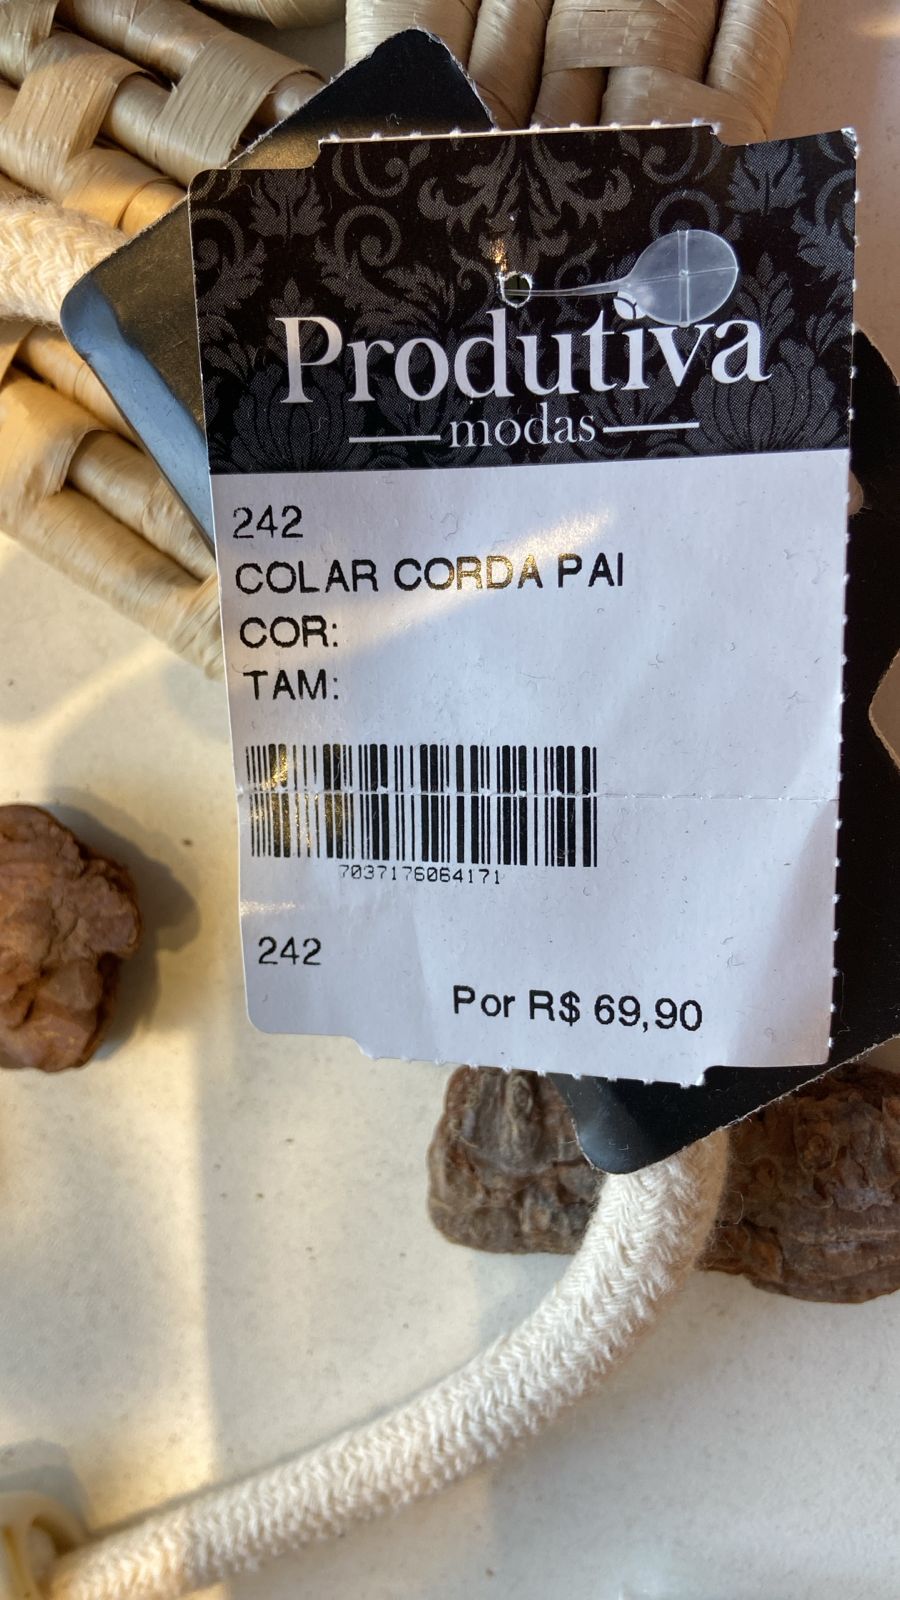 Produtiva
modas
242
COLAR CORDA PAI
COR:
TAM:
7037176064171
242
Por R$ 69,90